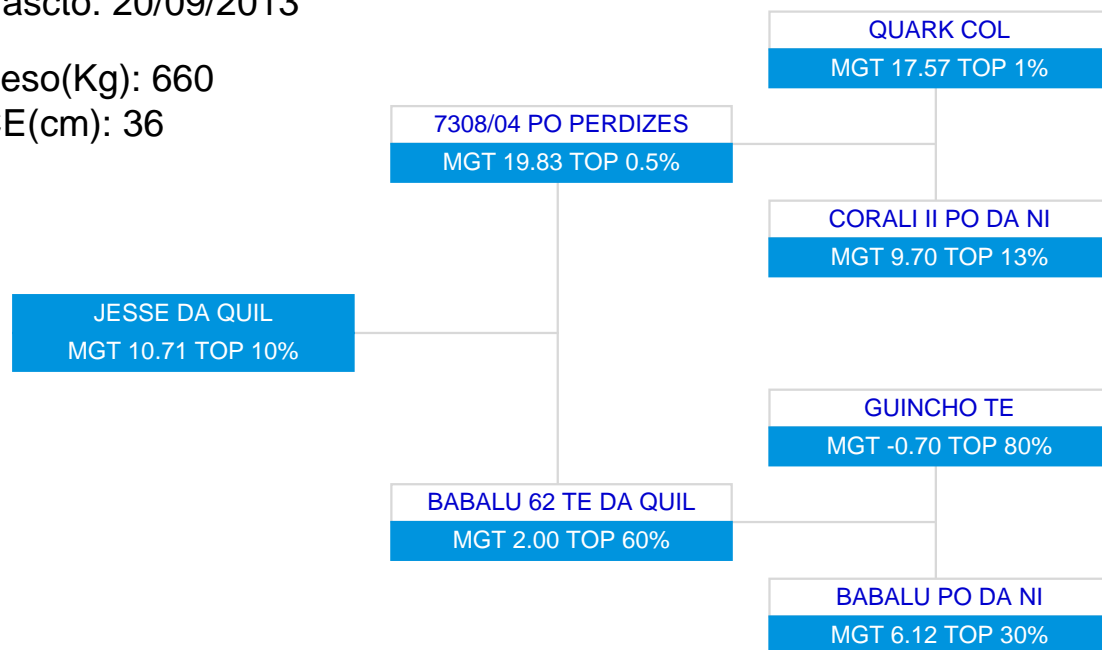 ascto: 20/09/2013
eso(Kg): 660
E(cm): 36
QUARK COL
MGT 17.57 TOP 1%
7308/04 PO PERDIZES
MGT 19.83 TOP 0.5%
CORALI II PO DA NI
MGT 9.70 TOP 13%
JESSE DA QUIL
MGT 10.71 TOP 10%
GUINCHO TE
MGT -0.70 TOP 80%
BABALU 62 TE DA QUIL
MGT 2.00 TOP 60%
BABALU PO DA NI
MGT 6.12 TOP 30%